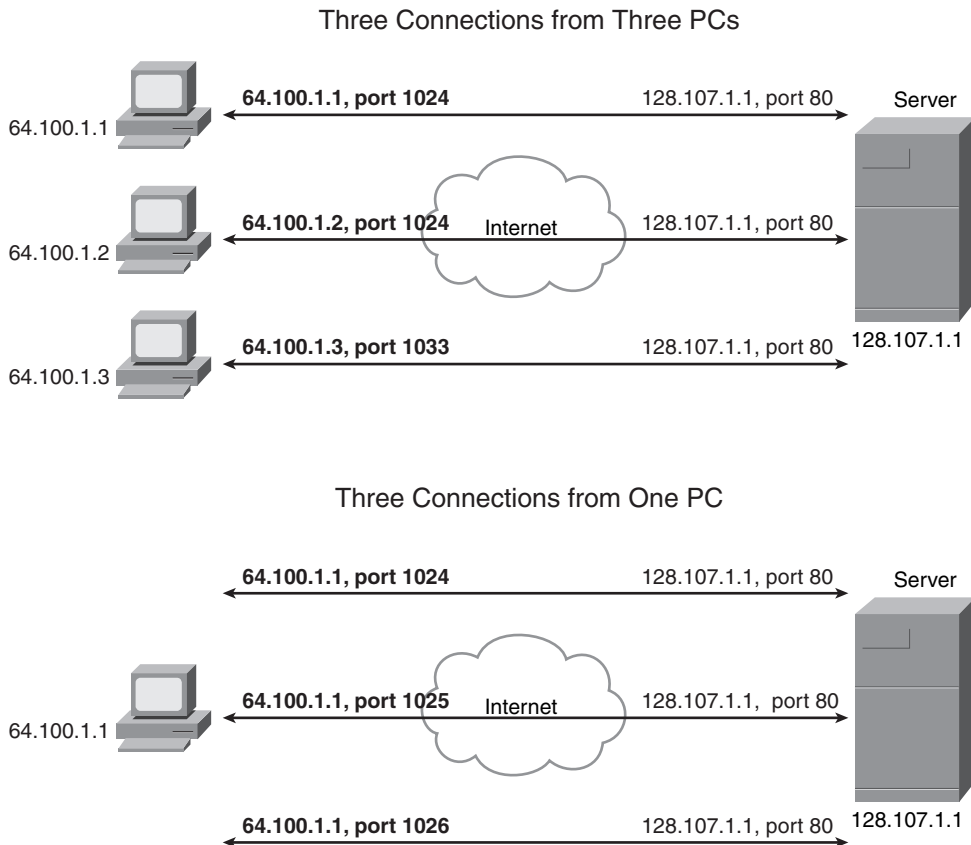 Three Connections from Three PCs
64.100.1.1, port 1024
128.107.1.1, port 80
Server
64.100.1.1
64.100.1.2, port 1024
Internet
128.107.1.1, port 80
64.100.1.2
64.100.1.3, port 1033
128.107.1.1, port 80
128.107.1.1
64.100.1.3
Three Connections from One PC
64.100.1.1, port 1024
128.107.1.1, port 80
Server
64.100.1.1, port 1025
Internet
128.107.1.1, port 80
64.100.1.1
64.100.1.1, port 1026
128.107.1.1, port 80
128.107.1.1